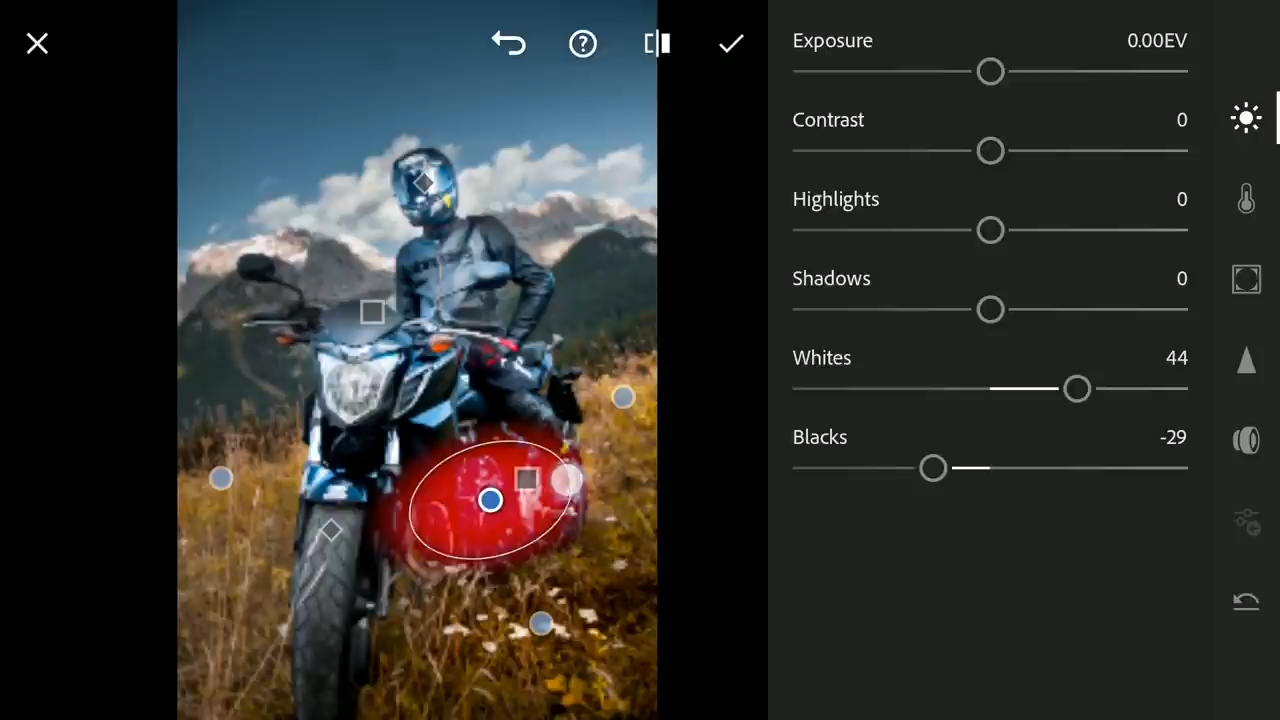 Exposure 0.00EV
Contrast 0
Highlights 0
Shadows 0
Whites 44
Blacks -29